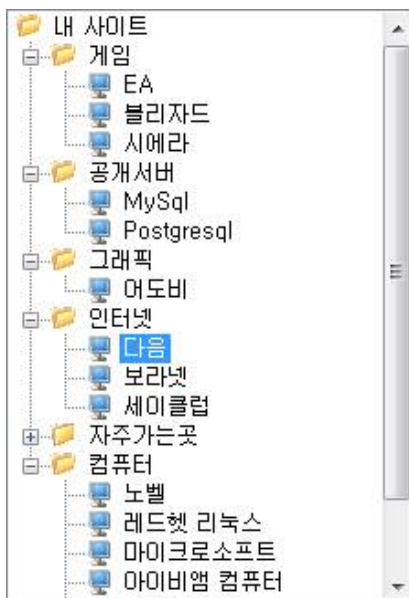 내 사이트
게임
EA
블리자드
시에라
공개서버
MySql
Postgresql
그래픽
어도비
인터넷
다음
보라넷
세이클럽
자주가는곳
컴퓨터
노벨
레드헷 리눅스
마이크로소프트
아이비앰 컴퓨터